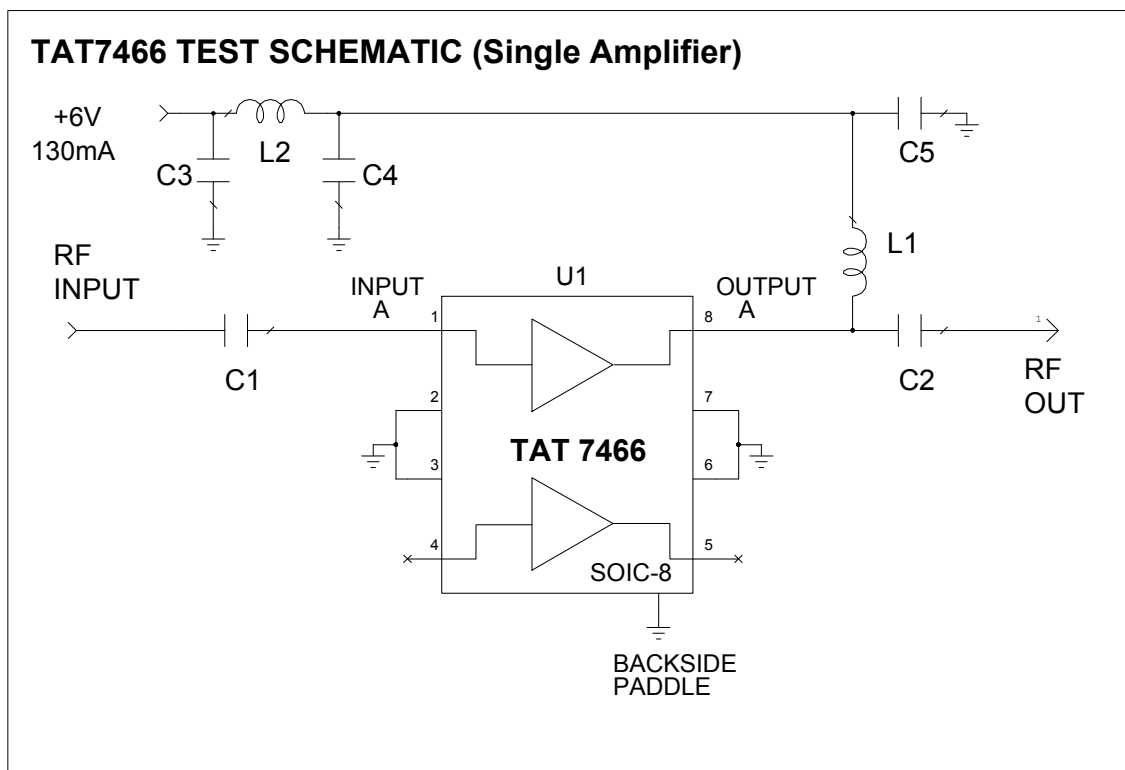 TAT7466 TEST SCHEMATIC (Single Amplifier)
+6V
130mA
C3
L2
C4
C5
L1
RF
INPUT
C1
INPUT
A
U1
OUTPUT
A
1
8
1
C2
RF
OUT
2
7
TAT 7466
3
6
4
5
SOIC-8
BACKSIDE
PADDLE